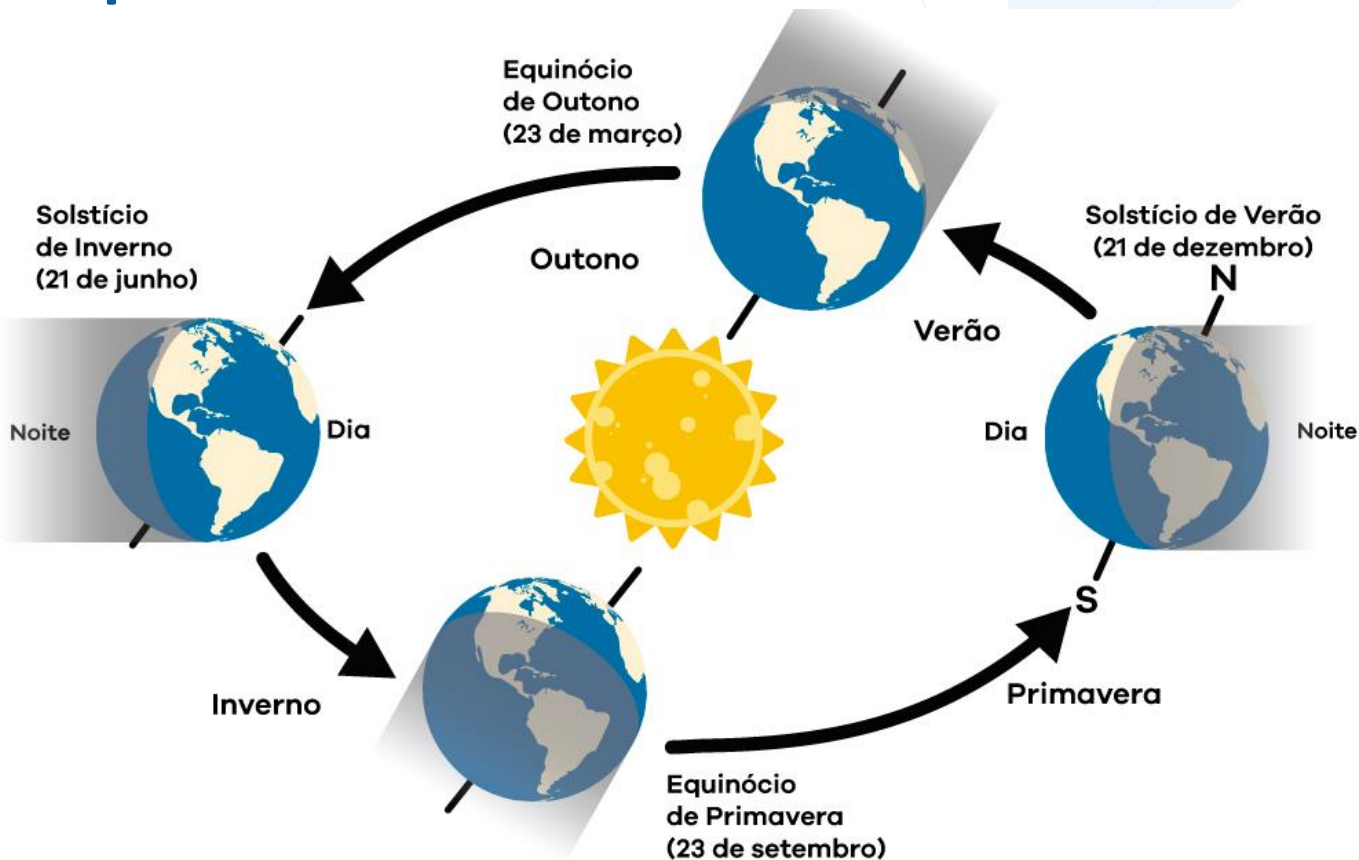 Equinócio
de Outono
(23 de março)
Solstício
de Inverno
(21 de junho)
Solstício de Verão
(21 de dezembro)
N
Outono
Verão
Noite
Dia
Dia
Noite
S
Inverno
Primavera
Equinócio
de Primavera
(23 de setembro)